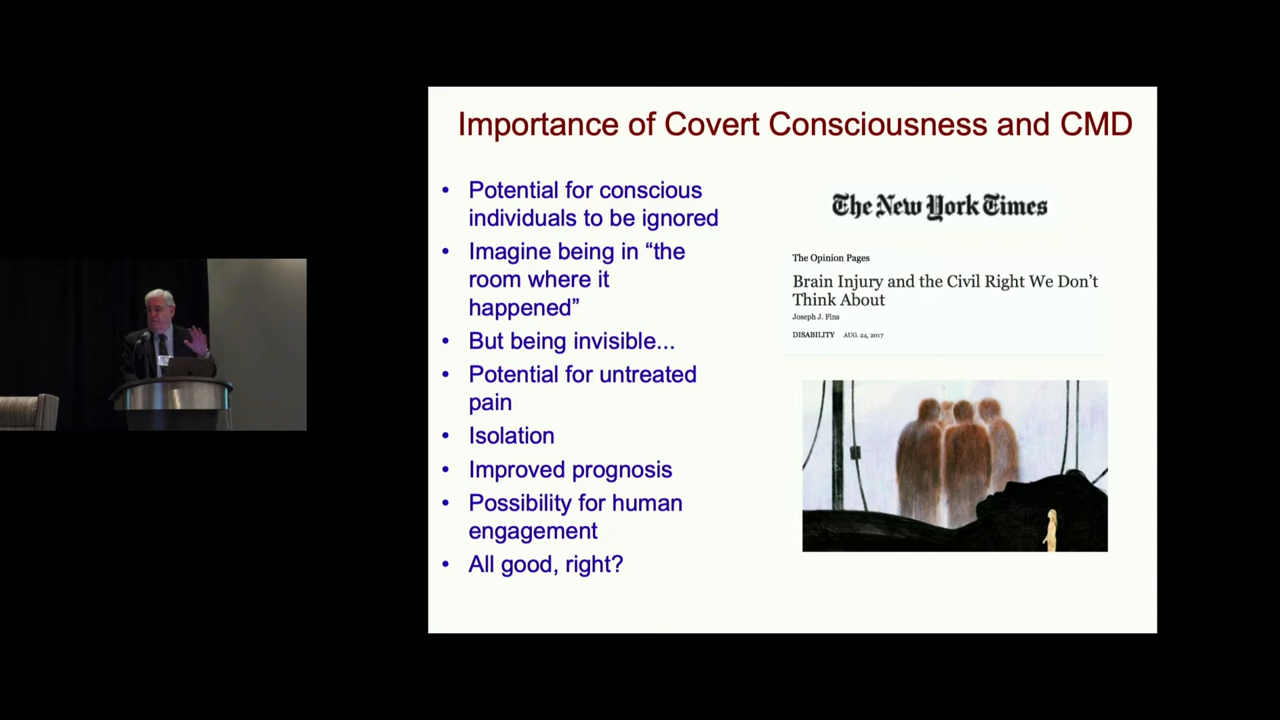 Importance of Covert Consciousness and CMD
• Potential for conscious
individuals to be ignored
• Imagine being in “the
room where it
happened”
• But being invisible...
• Potential for untreated
pain
• Isolation
• Improved prognosis
• Possibility for human
engagement
• All good, right?
The New York Times
The Opinion Pages
Brain Injury and the Civil Right We Don’t
Think About
Joseph J. Fins
DISABILITY AUG. 24, 2017